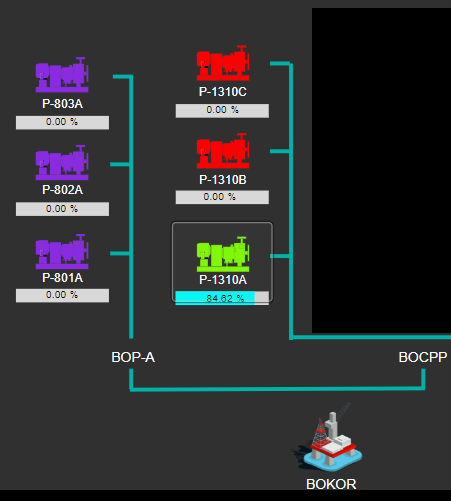 P-803A
0.00 %
P-802A
0.00 %
P-801A
0.00 %
P-1310C
0.00 %
P-1310B
0.00 %
P-1310A
84.62 %
BOP-A
BOCPP
BOKOR